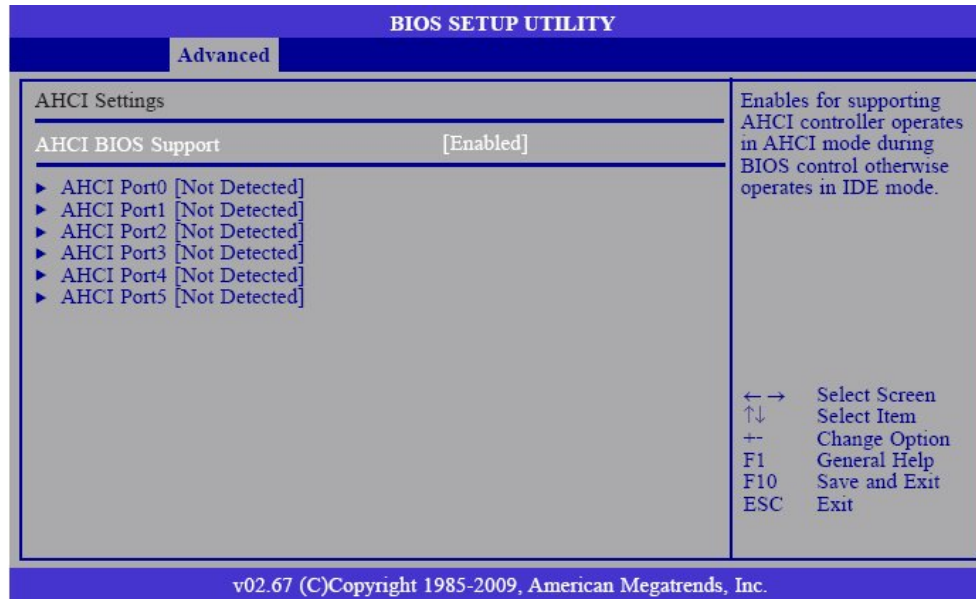 BIOS SETUP UTILITY
Advanced
AHCI Settings
AHCI BIOS Support [Enabled]
► AHCI Port0 [Not Detected]
► AHCI Port1 [Not Detected]
► AHCI Port2 [Not Detected]
► AHCI Port3 [Not Detected]
► AHCI Port4 [Not Detected]
► AHCI Port5 [Not Detected]
Enables for supporting
AHCI controller operates
in AHCI mode during
BIOS control otherwise
operates in IDE mode.
←→ Select Screen
↑↓ Select Item
+- Change Option
F1 General Help
F10 Save and Exit
ESC Exit
v02.67 (C)Copyright 1985-2009, American Megatrends, Inc.